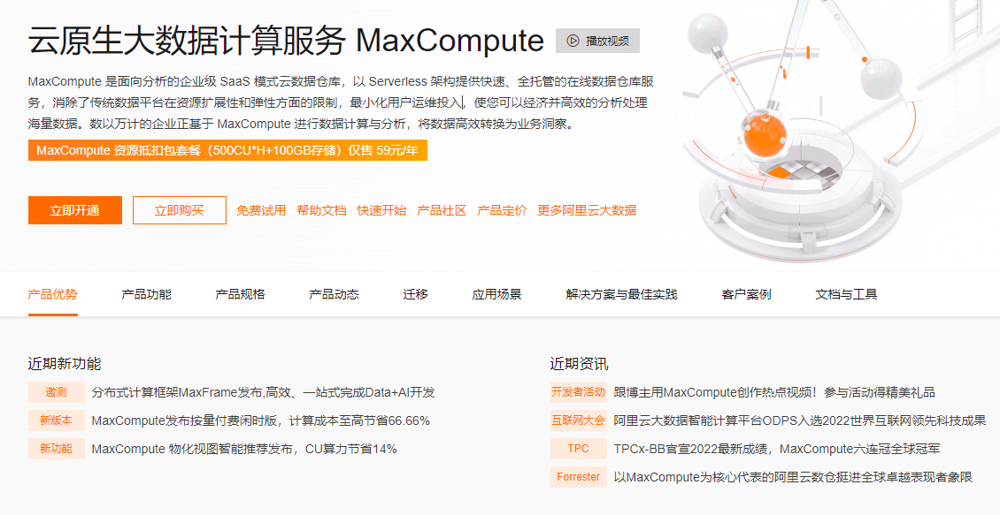 云原生大数据计算服务 MaxCompute
播放视频
MaxCompute 是面向分析的企业级 SaaS 模式云数据仓库，以 Serverless 架构提供快速、全托管的在线数据仓库服
务，消除了传统数据平台在资源扩展性和弹性方面的限制，最小化用户运维投入，使您可以经济并高效的分析处理
海量数据。数以万计的企业正基于 MaxCompute 进行数据计算与分析，将数据高效转换为业务洞察。
MaxCompute 资源抵扣包套餐（500CU*H+100GB存储）仅售 59元/年
立即开通 立即购买 免费试用 帮助文档 快速开始 产品社区 产品定价 更多阿里云大数据
产品优势 产品功能 产品规格 产品动态 迁移 应用场景 解决方案与最佳实践 客户案例 文档与工具
近期新功能
邀测 分布式计算框架MaxFrame发布,高效、一站式完成Data+AI开发
新版本 MaxCompute发布按量付费闲时版，计算成本至高节省66.66%
新功能 MaxCompute 物化视图智能推荐发布，CU算力节省14%
近期资讯
开发者活动 跟博主用MaxCompute创作热点视频！参与活动得精美礼品
互联网大会 阿里云大数据智能计算平台ODPS入选2022世界互联网领先科技成果
TPC TPCx-BB官宣2022最新成绩，MaxCompute六连冠全球冠军
Forrester 以MaxCompute为核心代表的阿里云数仓挺进全球卓越表现者象限